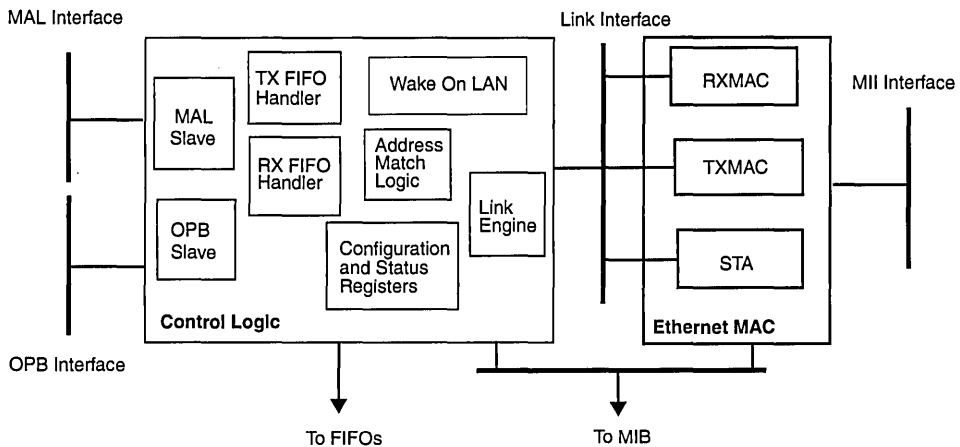 MAL Interface
Link Interface
MII Interface
TX FIFO
Handler
Wake On LAN
RXMAC
MAL
Slave
RX FIFO
Handler
Address
Match
Logic
TXMAC
Link
Engine
OPB
Slave
Configuration
and Status
Registers
STA
Control Logic
Ethernet MAC
OPB Interface
To FIFOs
To MIB